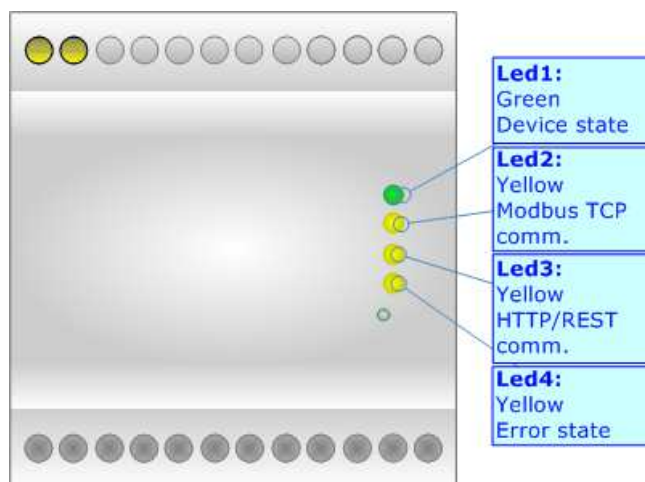 Led1:
Green
Device state
Led2:
Yellow
Modbus TCP
comm.
Led3:
Yellow
HTTP/REST
comm.
Led4:
Yellow
Error state